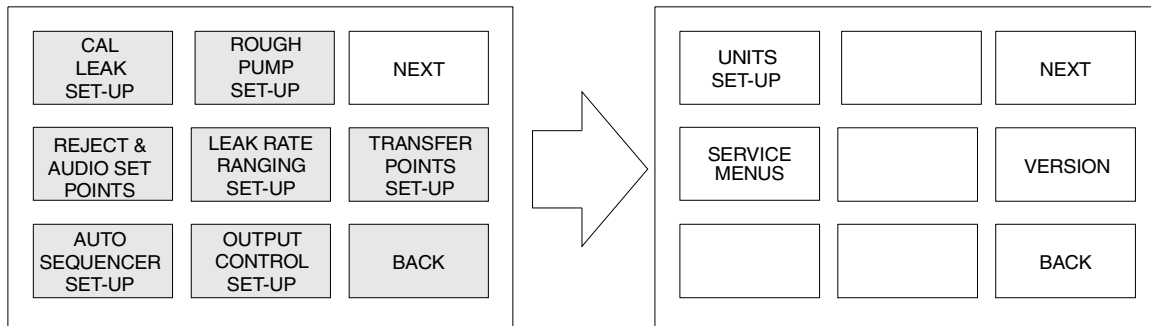 CAL
LEAK
SET-UP
ROUGH
PUMP
SET-UP
NEXT
REJECT &
AUDIO SET
POINTS
LEAK RATE
RANGING
SET-UP
TRANSFER
POINTS
SET-UP
AUTO
SEQUENCER
SET-UP
OUTPUT
CONTROL
SET-UP
BACK
UNITS
SET-UP
NEXT
SERVICE
MENUS
VERSION
BACK